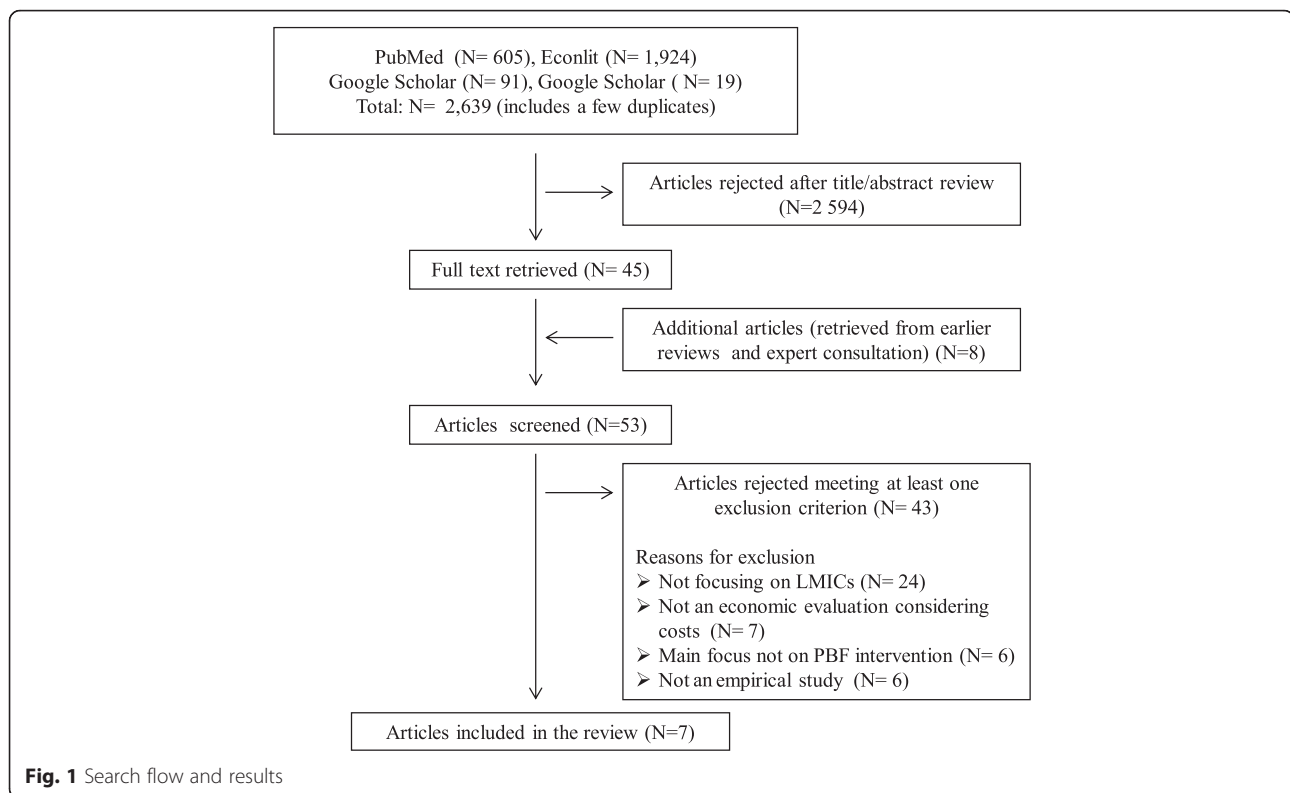 PubMed (N= 605), Econlit (N= 1,924)
Google Scholar (N= 91), Google Scholar ( N= 19)
Total: N= 2,639 (includes a few duplicates)
Articles rejected after title/abstract review
(N=2 594)
Full text retrieved (N= 45)
Additional articles (retrieved from earlier
reviews and expert consultation) (N=8)
Articles screened (N=53)
Articles rejected meeting at least one
exclusion criterion (N= 43)
Reasons for exclusion
➢ Not focusing on LMICs (N= 24)
➢ Not an economic evaluation considering
costs (N= 7)
➢ Main focus not on PBF intervention (N= 6)
➢ Not an empirical study (N= 6)
Articles included in the review (N=7)
Fig. 1 Search flow and results